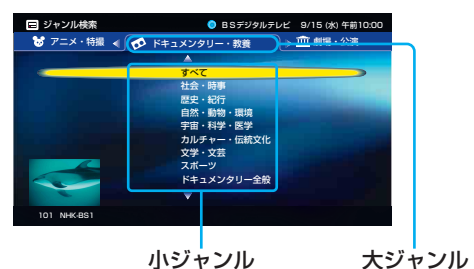 ジャンル検索 BSデジタルテレビ 9/15 (水) 午前10:00
アニメ・特撮 ドキュメンタリー・教養 劇場・公演
すべて
社会・時事
歴史・紀行
自然・動物・環境
宇宙・科学・医学
カルチャー・伝統文化
文学・文芸
スポーツ
ドキュメンタリー全般
101 NHK-BS1
小ジャンル 大ジャンル